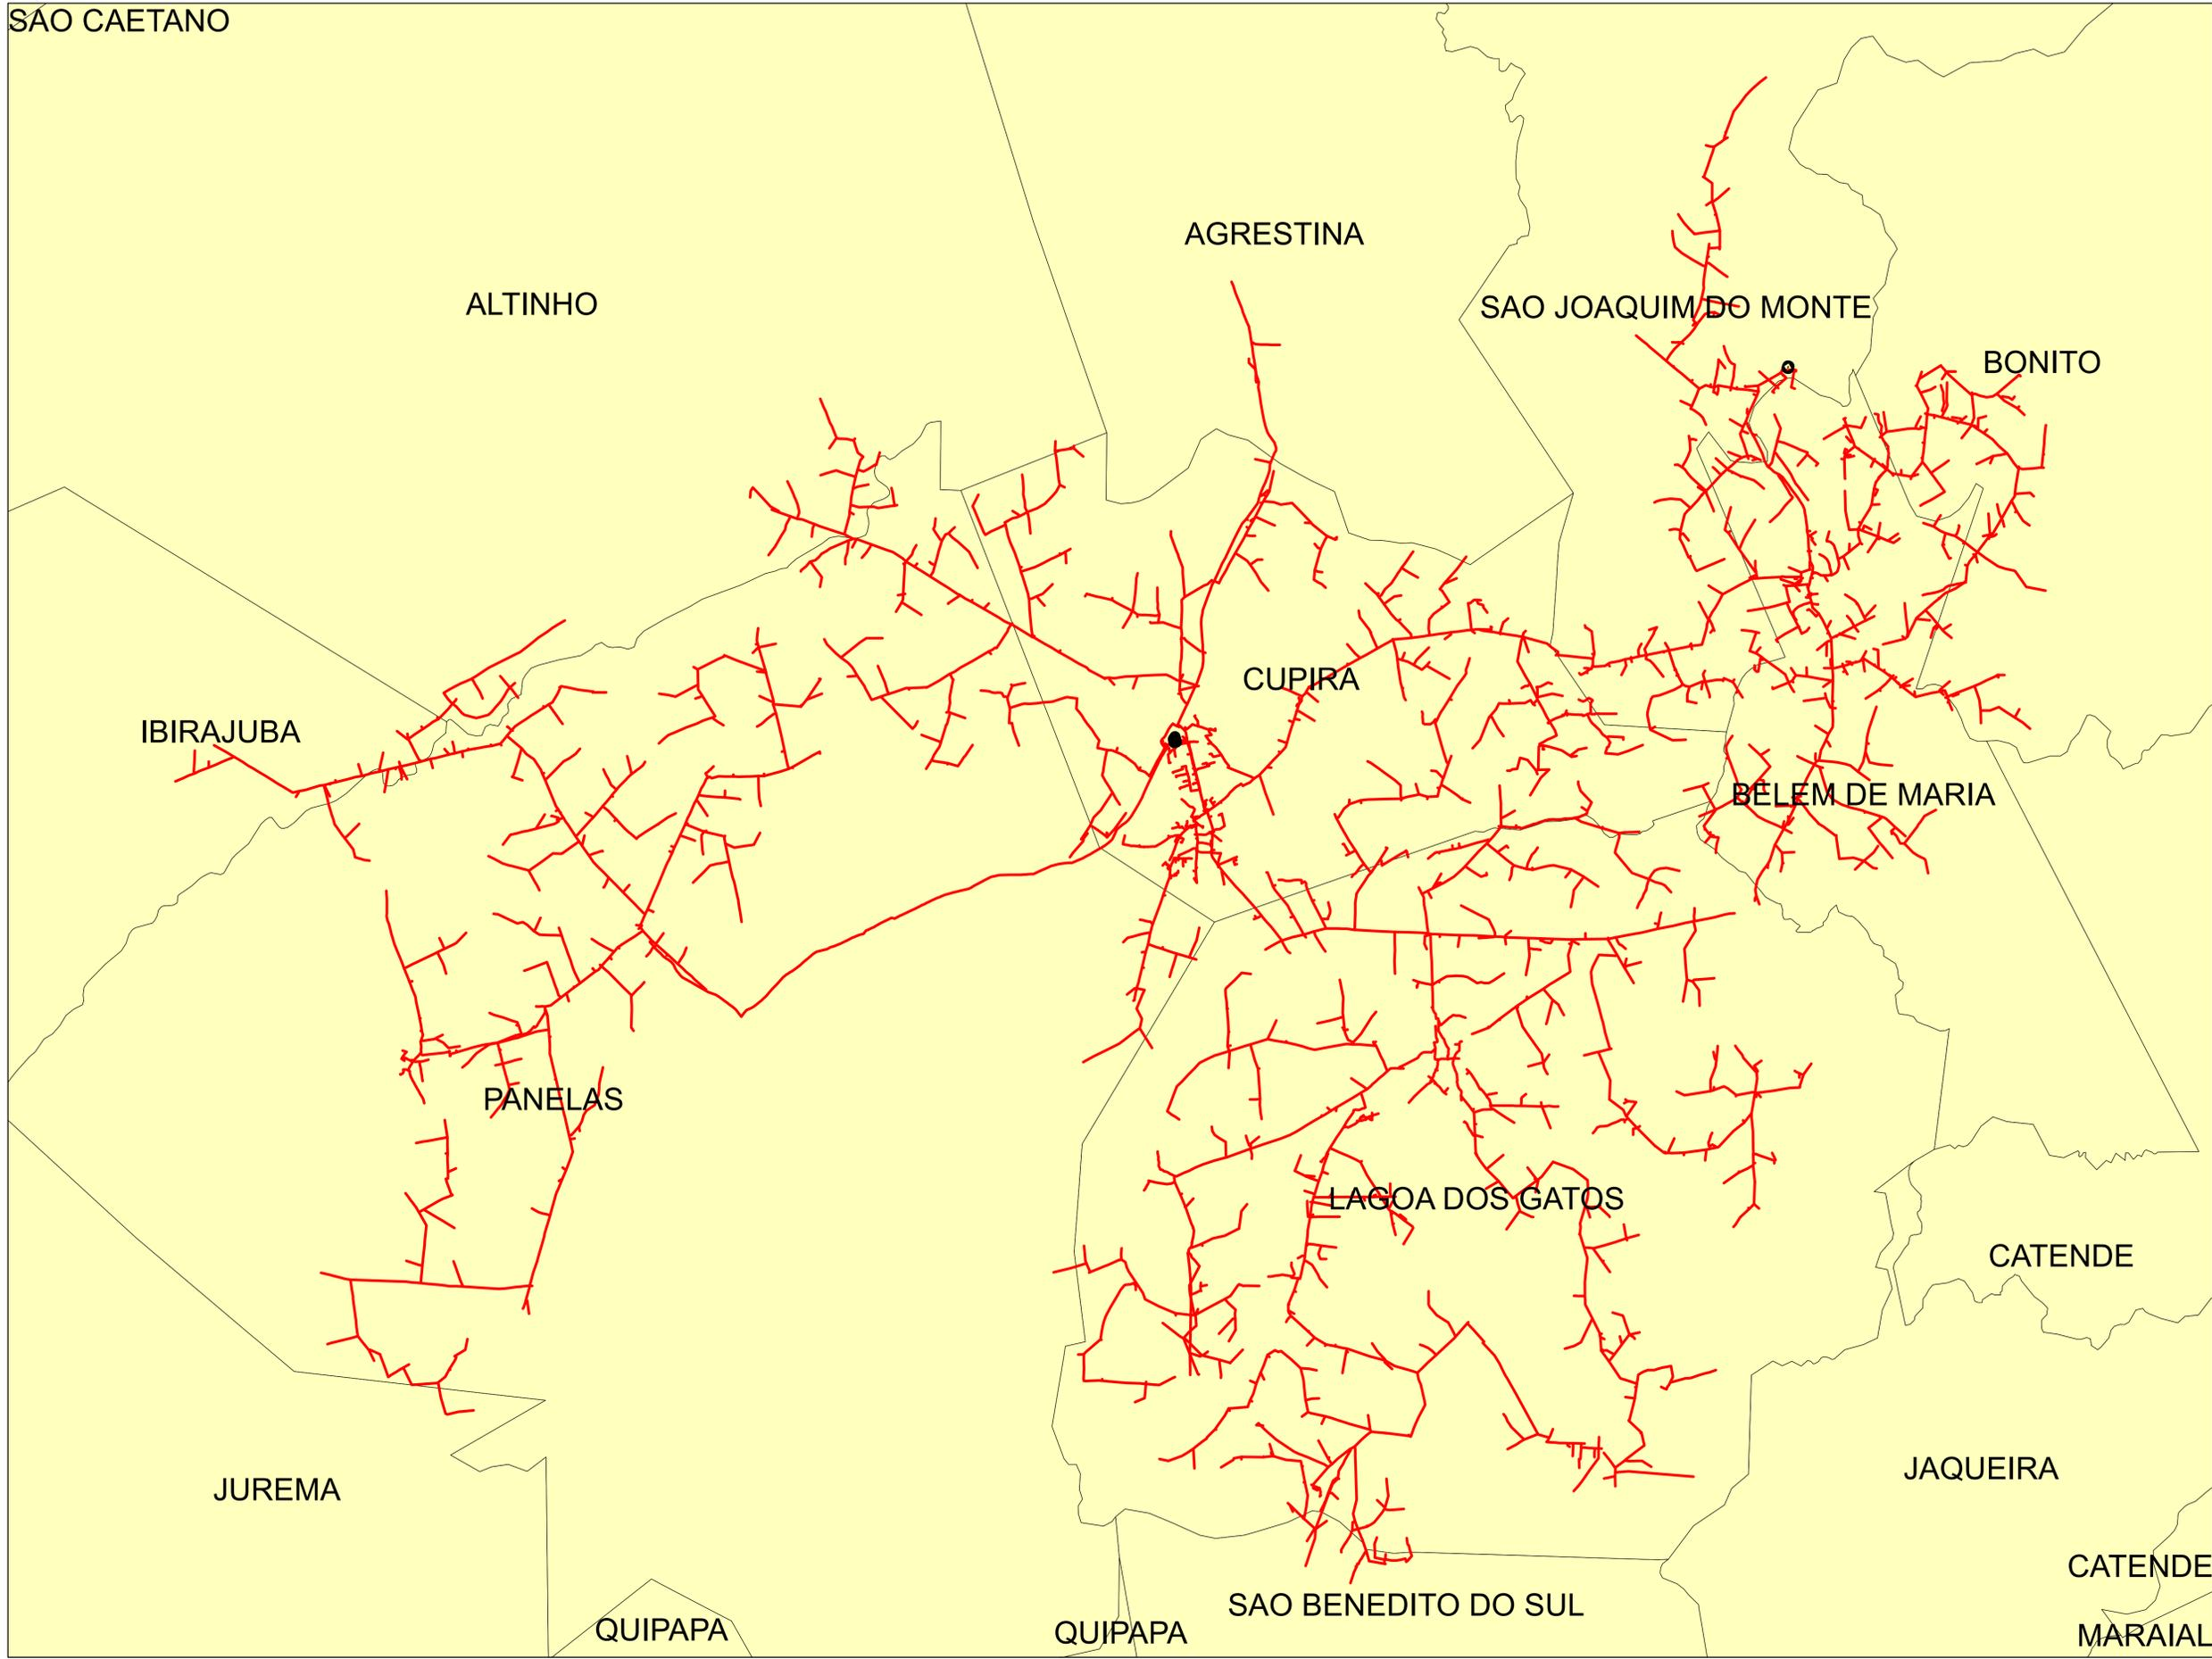 SAO CAETANO
AGRESTINA
ALTINHO
SAO JOAQUIM DO MONTE
BONITO
CUPIRA
IBIRAJUBA
BELEM DE MARIA
PANELAS
LAGOA DOS GATOS
CATENDE
JAQUEIRA
JUREMA
CATENDE
SAO BENEDITO DO SUL
QUIPAPA
QUIPAPA
MARAIAL